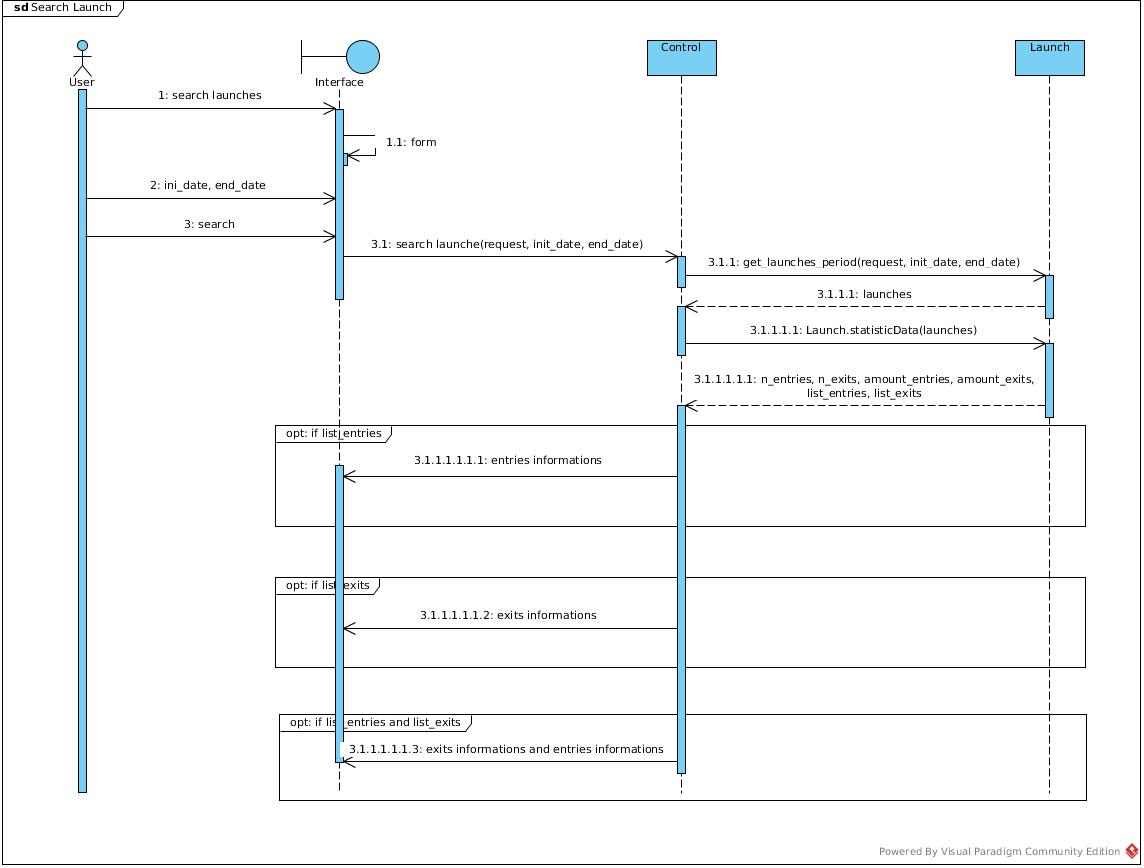 sd Search Launch
User
Interface
Control
Launch
1: search launches
1.1: form
2: ini_date, end_date
3: search
3.1: search launche(request, init_date, end_date)
3.1.1: get_launches_period(request, init_date, end_date)
3.1.1.1: launches
3.1.1.1.1: Launch.statisticData(launches)
3.1.1.1.1.1: n_entries, n_exits, amount_entries, amount_exits,
list_entries, list_exits
opt: if list_entries
3.1.1.1.1.1.1: entries informations
opt: if list_exits
3.1.1.1.1.1.2: exits informations
opt: if list_entries and list_exits
3.1.1.1.1.1.3: exits informations and entries informations
Powered By Visual Paradigm Community Edition